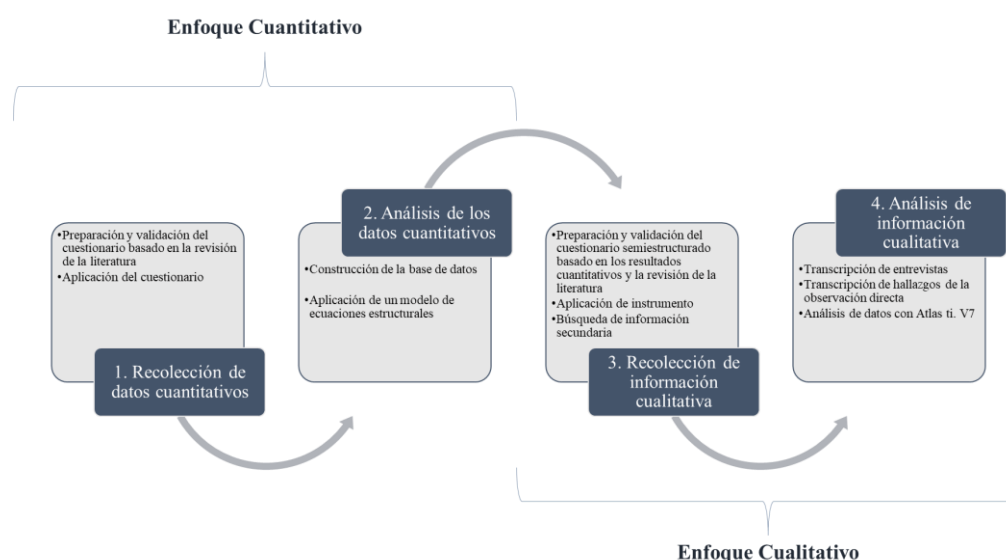 Enfoque Cuantitativo
•Preparación y validación del
cuestionario basado en la revisión
de la literatura
•Aplicación del cuestionario
1. Recolección de
datos cuantitativos
2. Análisis de los
datos cuantitativos
•Construcción de la base de datos
•Aplicación de un modelo de
ecuaciones estructurales
•Preparación y validación del
cuestionario semiestructurado
basado en los resultados
cuantitativos y la revisión de la
literatura
•Aplicación de instrumento
•Búsqueda de información
secundaria
3. Recolección de
información
cualitativa
4. Análisis de
información
cualitativa
•Transcripción de entrevistas
•Transcripción de hallazgos de la
observación directa
•Análisis de datos con Atlas ti. V7
Enfoque Cualitativo